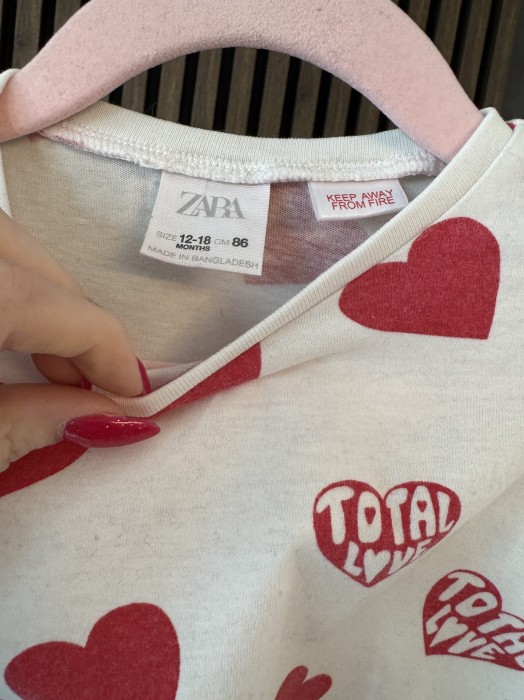 ZARA
SIZE 12-18 CM 86
MONTHS
MADE IN BANGLADESH
KEEP AWAY
FROM FIRE
TOTAL
LOVE
TOTAL
LOVE